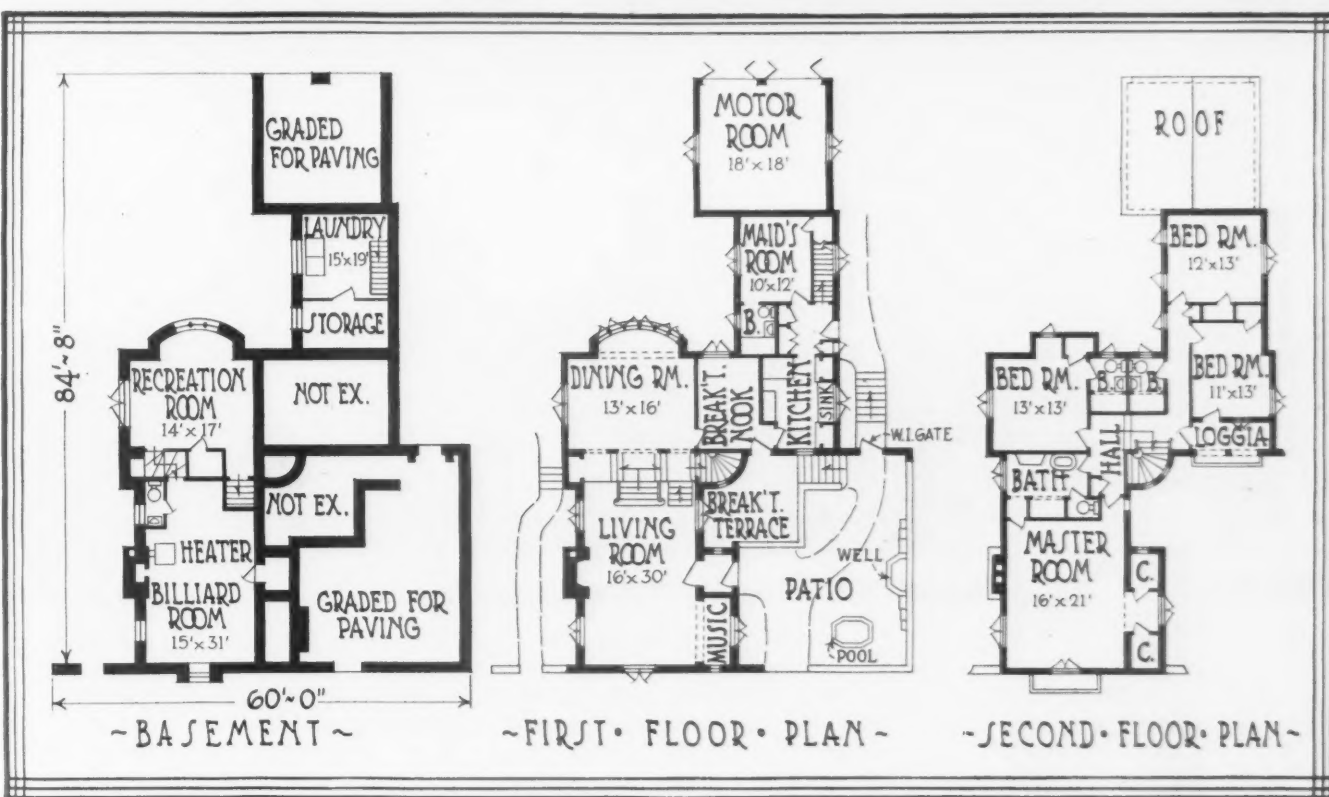 84'~8"
GRADED
FOR PAVING
LAUNDRY
15'x19'
STORAGE
RECREATION
ROOM
14'x17'
NOT EX.
NOT EX.
HEATER
BILLIARD
ROOM
15'x31'
GRADED FOR
PAVING
60'~0"
~BASEMENT~
MOTOR
ROOM
18'x18'
MAID'S
ROOM
10'x12'
B.
DINING RM.
13'x16'
BREAK'T.
NOOK
KITCHEN
SINK
W.I.GATE
BREAK'T.
TERRACE
LIVING
ROOM
16'x30'
WELL
PATIO
MUSIC
POOL
~FIRST·FLOOR·PLAN~
ROOF
BED RM.
12'x13'
BED RM.
13'x13'
B.
B.
BED RM.
11'x13'
LOGGIA
HALL
BATH
MASTER
ROOM
16'x21'
C.
C.
~SECOND·FLOOR·PLAN~